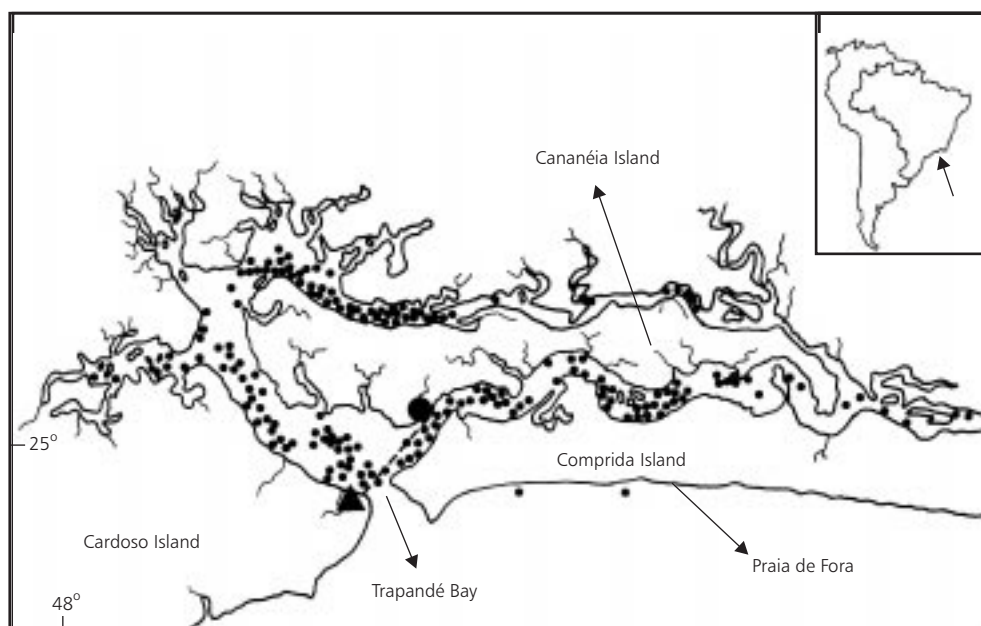 Cananéia Island
25°
Comprida Island
Cardoso Island
Praia de Fora
Trapandé Bay
48°